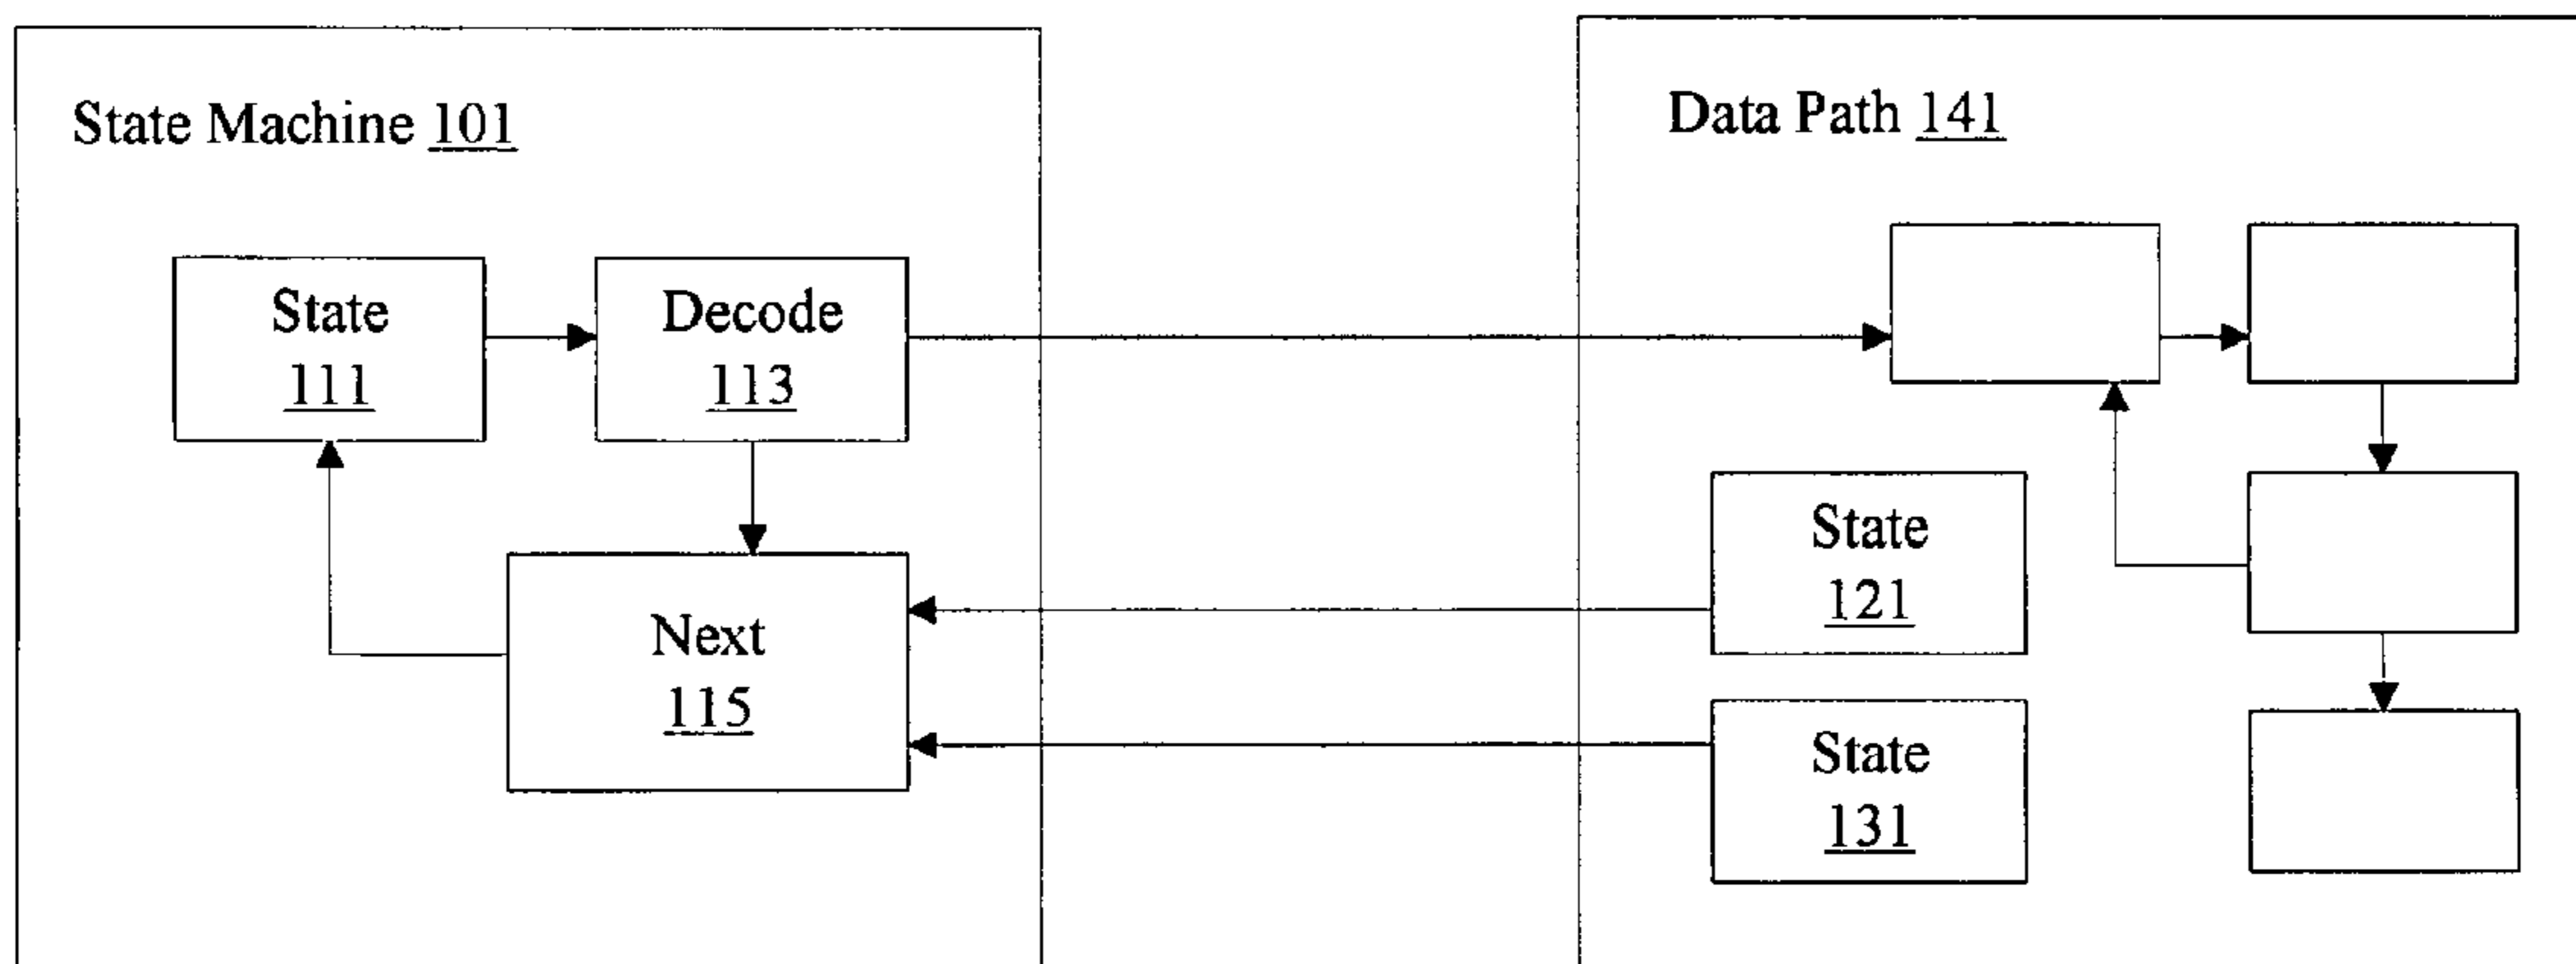 State Machine 101
Data Path 141
State
111
Decode
113
State
121
Next
115
State
131